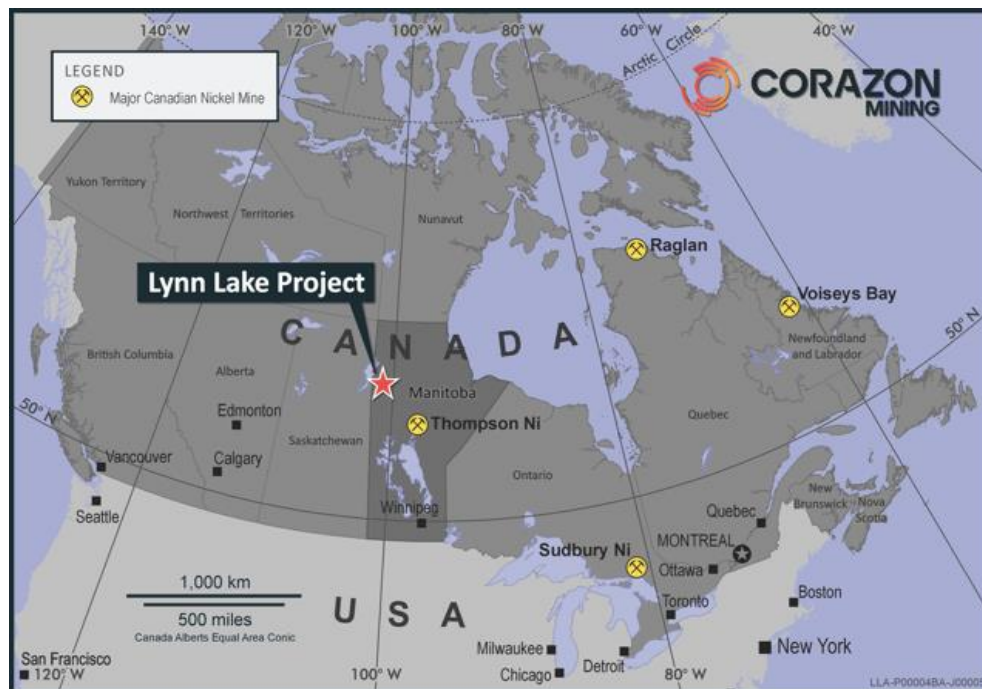 140° W
120° W
100° W
80° W
60° W
40° W
Arctic Circle
LEGEND
Major Canadian Nickel Mine
CORAZON
MINING
Yukon Territory
Northwest Territories
Nunavut
Raglan
Lynn Lake Project
Voiseys Bay
50° N
CANADA
Newfoundland
and Labrador
British Columbia
Alberta
Manitoba
Edmonton
Thompson Ni
Quebec
50° N
Saskatchewan
Ontario
Vancouver
Calgary
Winnipeg
New
Brunswick
Nova
Scotia
Seattle
Quebec
MONTREAL
Sudbury Ni
Ottawa
1,000 km
500 miles
Canada Alberts Equal Area Conic
USA
Toronto
Boston
Milwaukee
New York
San Francisco
Detroit
Chicago
120° W
100° W
80° W
LLA-P00004BA-J00005